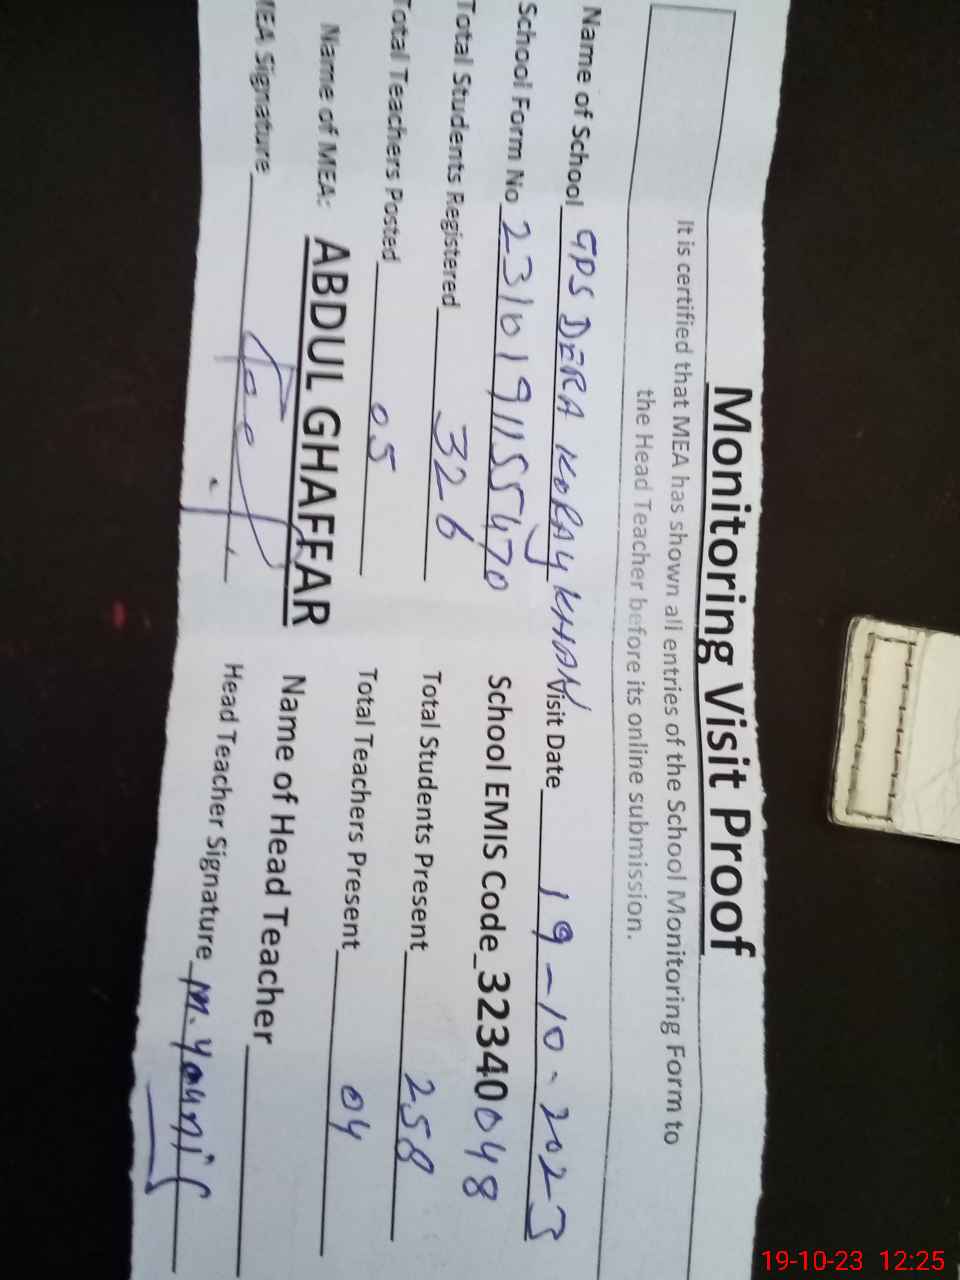 Monitoring Visit Proof
It is certified that MEA has shown all entries of the School Monitoring Form to
the Head Teacher before its online submission.
Name of School GPS DERA KORAY KHAN Visit Date 19-10-2023
School Form No 2310191155470 School EMIS Code_32340048
Total Students Registered 326 Total Students Present 258
Total Teachers Posted 05 Total Teachers Present 04
Name of MEA: ABDUL GHAFFAR Name of Head Teacher
MEA Signature Head Teacher Signature M. Younis
19-10-23 12:25